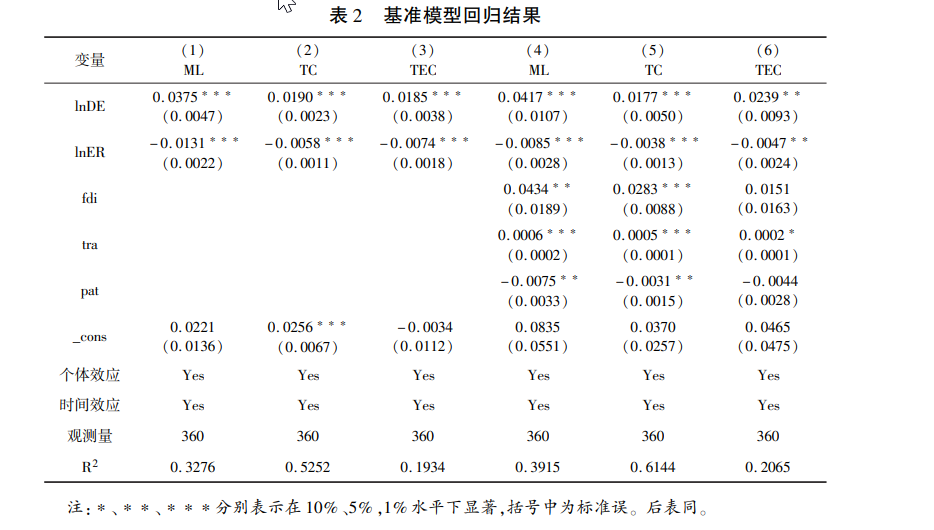 表 2 基准模型回归结果
变量 (1) (2) (3) (4) (5) (6)
ML TC TEC ML TC TEC
lnDE 0.0375*** 0.0190*** 0.0185*** 0.0417*** 0.0177*** 0.0239**
(0.0047) (0.0023) (0.0038) (0.0107) (0.0050) (0.0093)
lnER -0.0131*** -0.0058*** -0.0074*** -0.0085*** -0.0038*** -0.0047**
(0.0022) (0.0011) (0.0018) (0.0028) (0.0013) (0.0024)
fdi 0.0434** 0.0283*** 0.0151
(0.0189) (0.0088) (0.0163)
tra 0.0006*** 0.0005*** 0.0002*
(0.0002) (0.0001) (0.0001)
pat -0.0075** -0.0031** -0.0044
(0.0033) (0.0015) (0.0028)
_cons 0.0221 0.0256*** -0.0034 0.0835 0.0370 0.0465
(0.0136) (0.0067) (0.0112) (0.0551) (0.0257) (0.0475)
个体效应 Yes Yes Yes Yes Yes Yes
时间效应 Yes Yes Yes Yes Yes Yes
观测量 360 360 360 360 360 360
R² 0.3276 0.5252 0.1934 0.3915 0.6144 0.2065
注：*、**、***分别表示在10%、5%,1%水平下显著,括号中为标准误。后表同。